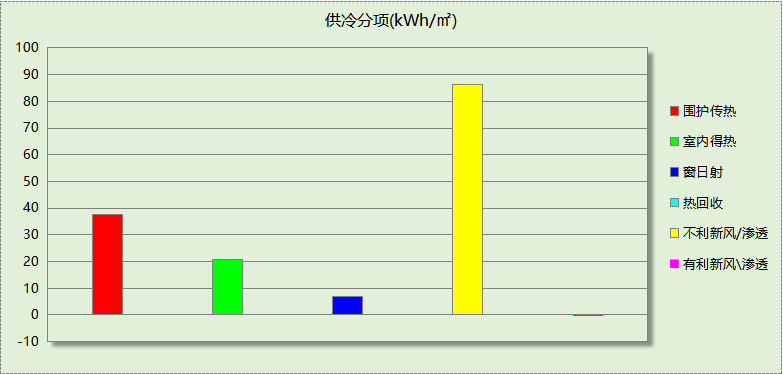 供冷分项(kWh/㎡)
100
90
80
70
60
50
40
30
20
10
0
-10
围护传热
室内得热
窗日射
热回收
不利新风/渗透
有利新风\渗透